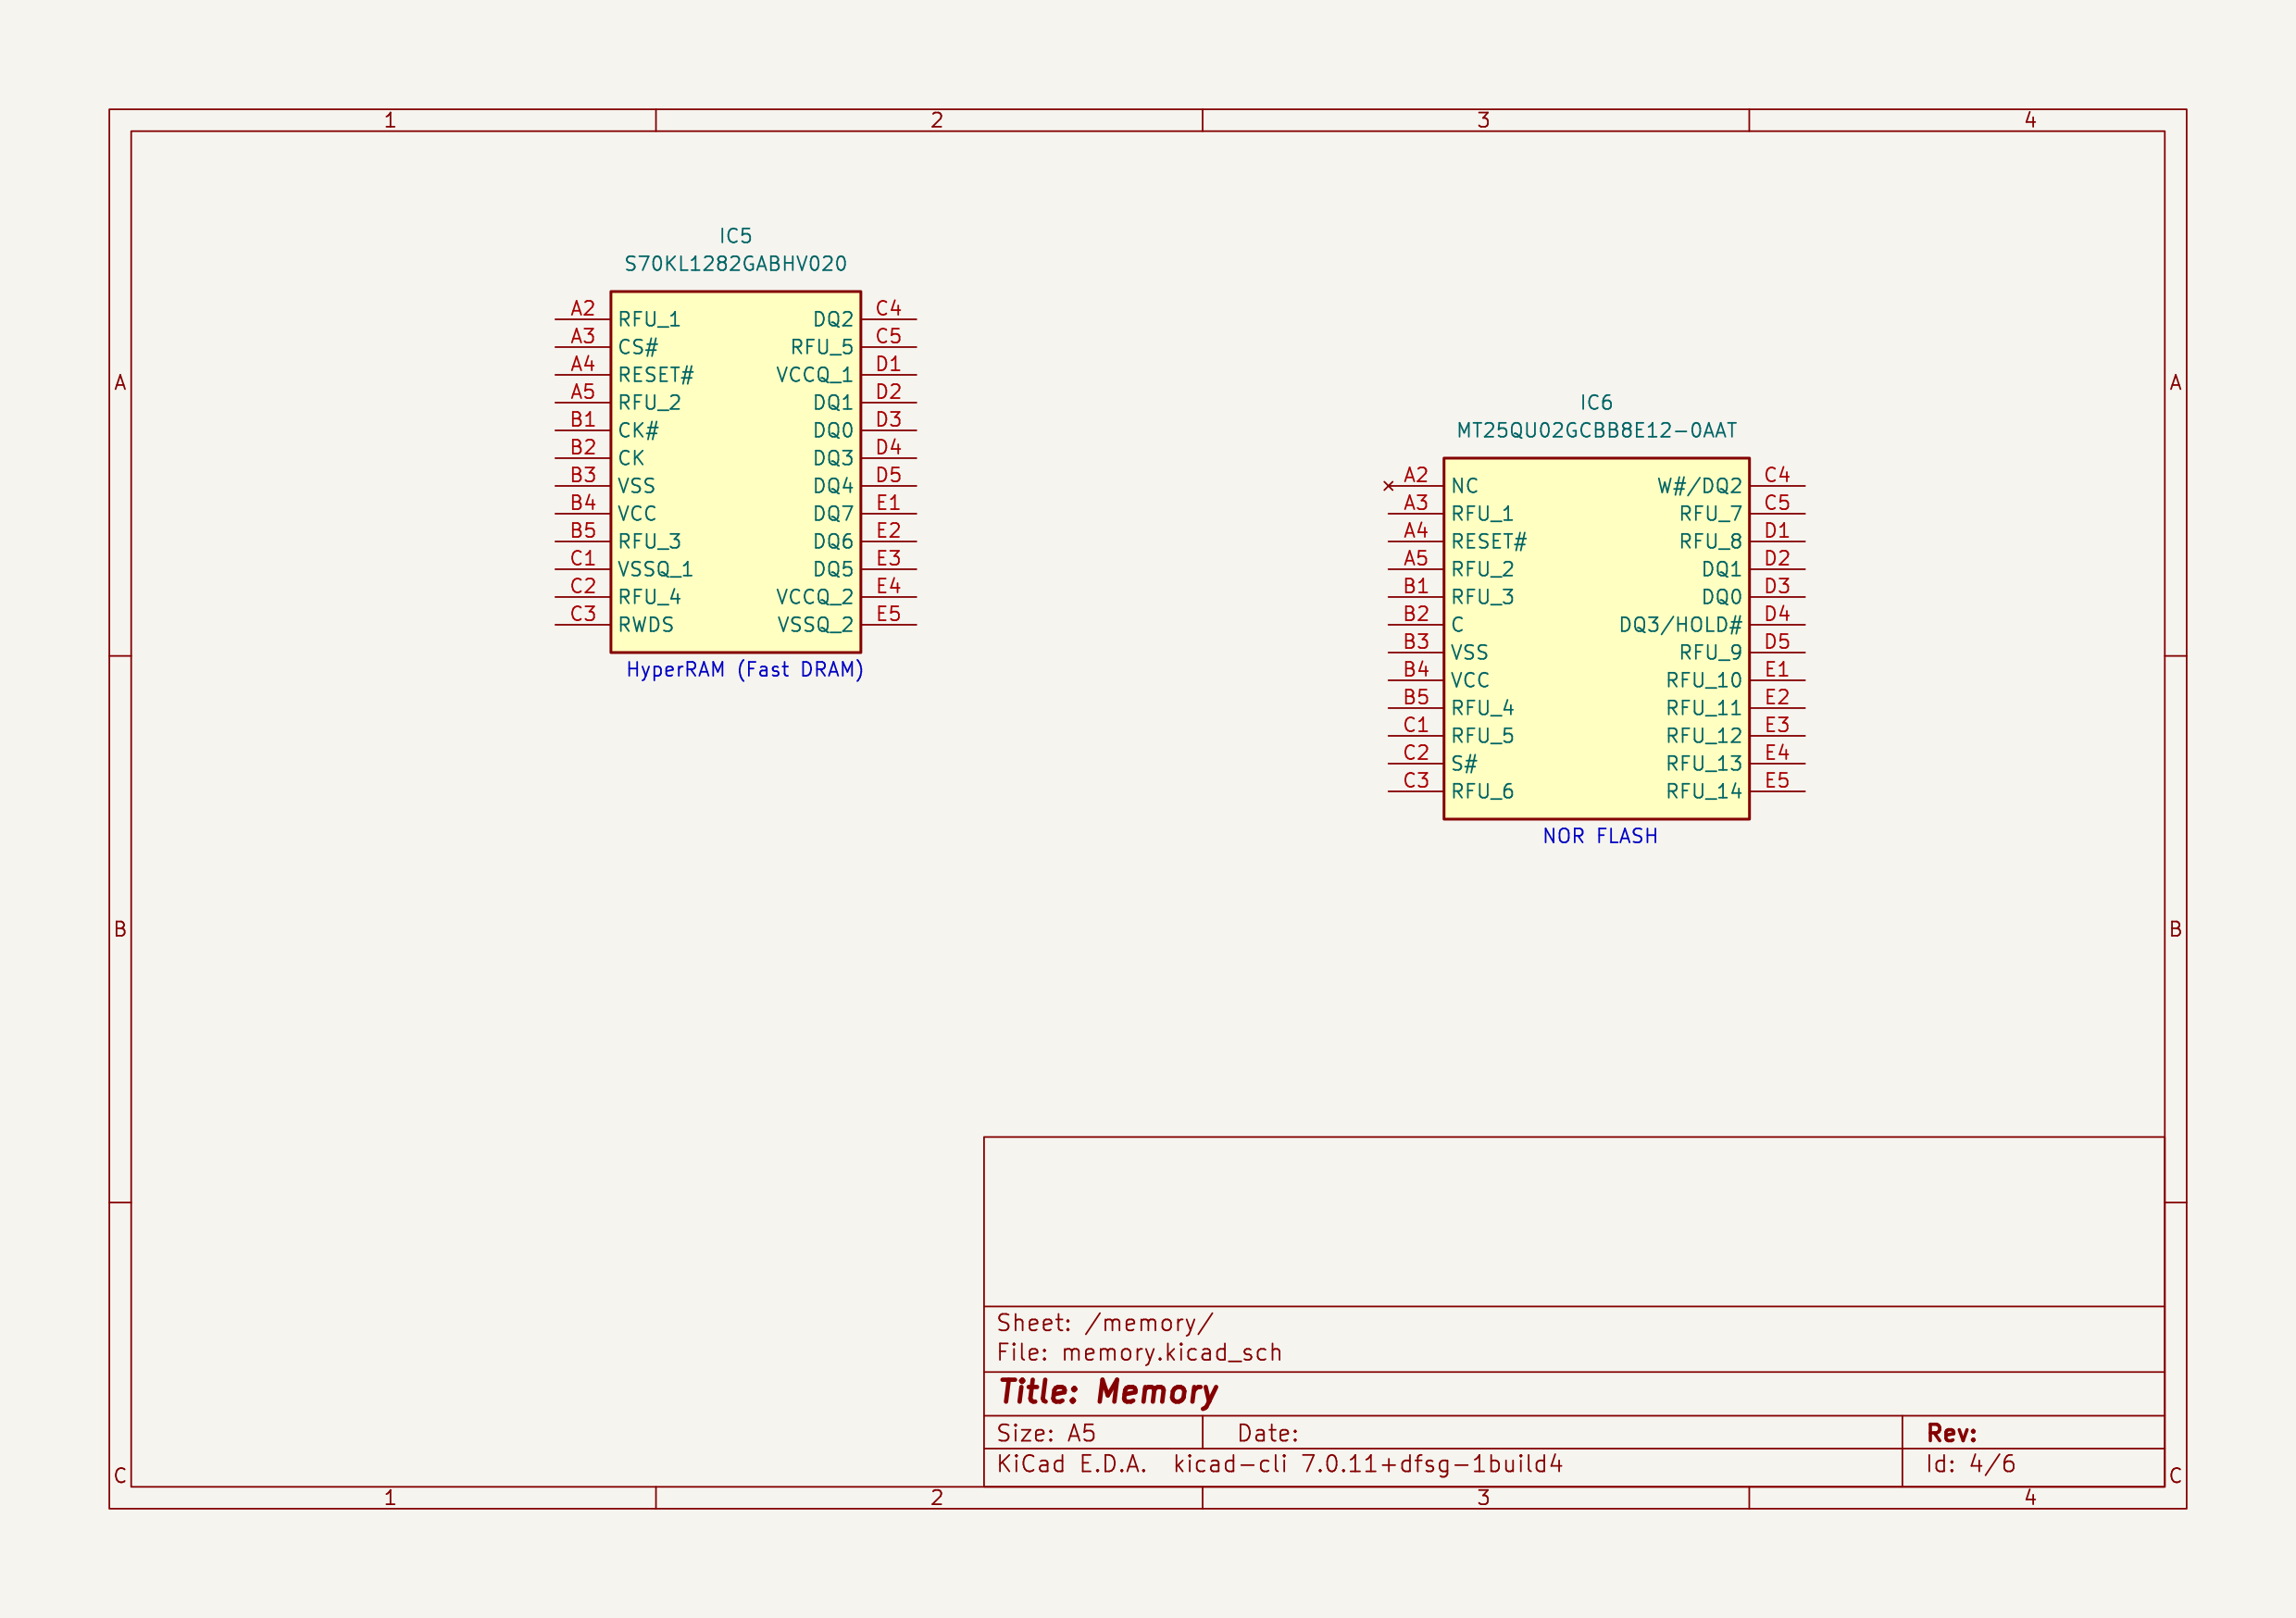 1 2 3 4
IC5
S70KL1282GABHV020
A2 RFU_1 DQ2 C4
A3 CS# RFU_5 C5
A4 RESET# VCCQ_1 D1
A5 RFU_2 DQ1 D2
B1 CK# DQ0 D3
B2 CK DQ3 D4
B3 VSS DQ4 D5
B4 VCC DQ7 E1
B5 RFU_3 DQ6 E2
C1 VSSQ_1 DQ5 E3
C2 RFU_4 VCCQ_2 E4
C3 RWDS VSSQ_2 E5
HyperRAM (Fast DRAM)
A A
IC6
MT25QU02GCBB8E12-0AAT
A2 NC W#/DQ2 C4
A3 RFU_1 RFU_7 C5
A4 RESET# RFU_8 D1
A5 RFU_2 DQ1 D2
B1 RFU_3 DQ0 D3
B2 C DQ3/HOLD# D4
B3 VSS RFU_9 D5
B4 VCC RFU_10 E1
B5 RFU_4 RFU_11 E2
C1 RFU_5 RFU_12 E3
C2 S# RFU_13 E4
C3 RFU_6 RFU_14 E5
NOR FLASH
B B
Sheet: /memory/
File: memory.kicad_sch
Title: Memory
Size: A5 Date: Rev:
KiCad E.D.A. kicad-cli 7.0.11+dfsg-1build4 Id: 4/6
C C
1 2 3 4